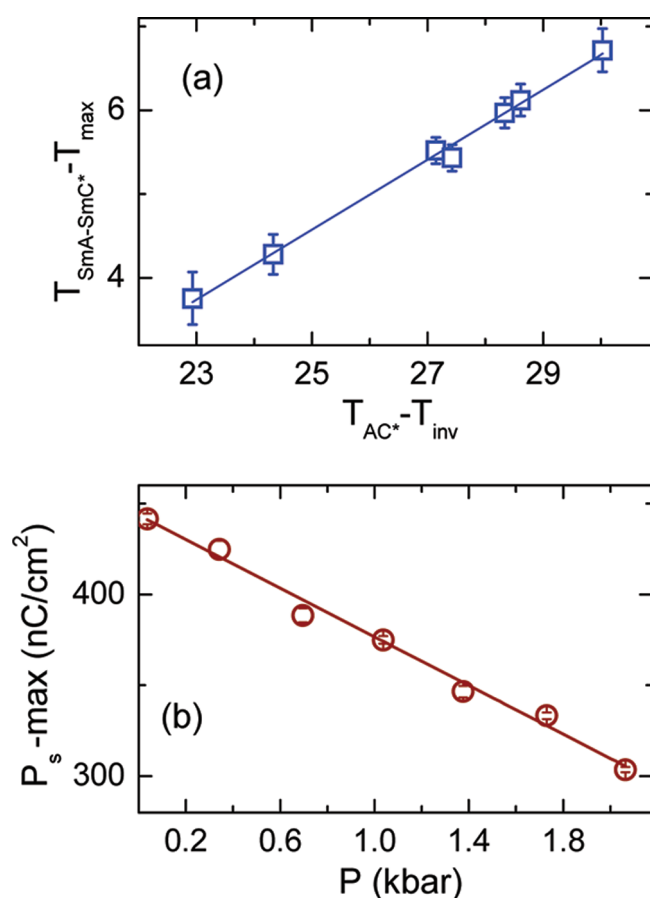 (a)
6
4
T_SmA-SmC*-T_max
23 25 27 29
T_AC*-T_inv
400
300
P_s -max (nC/cm²)
(b)
0.2 0.6 1.0 1.4 1.8
P (kbar)